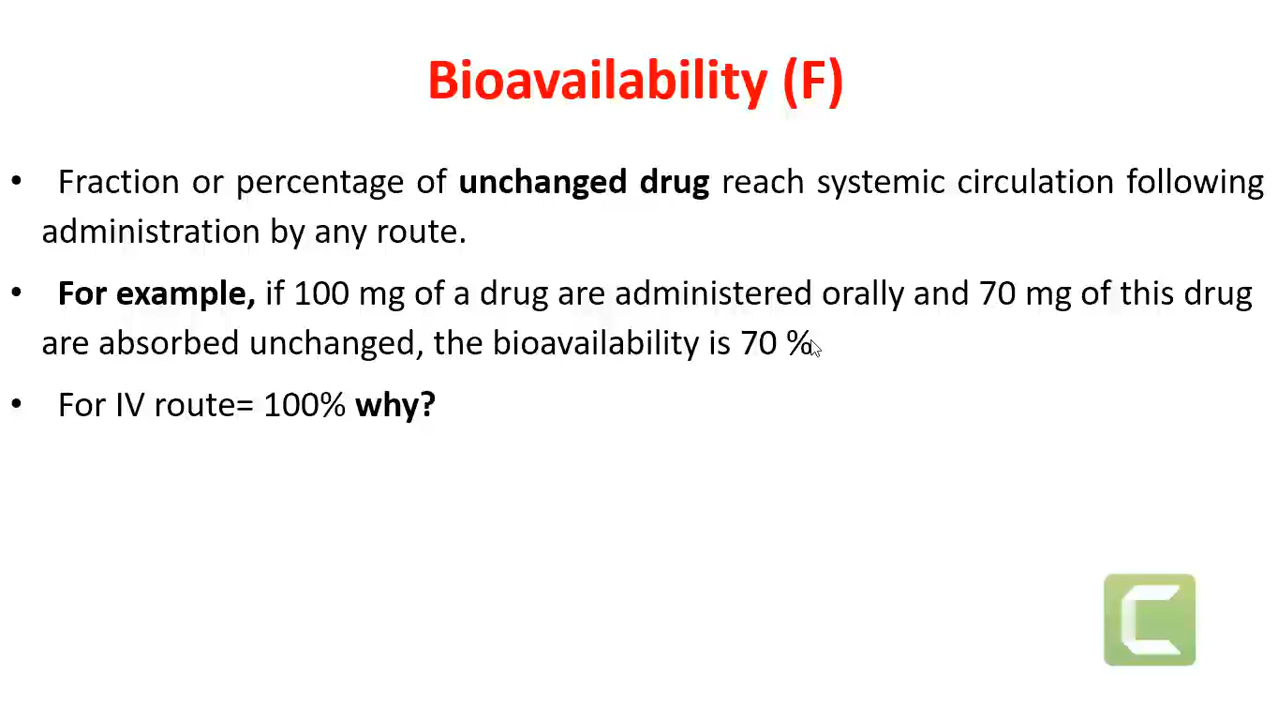 Bioavailability (F)
• Fraction or percentage of unchanged drug reach systemic circulation following
administration by any route.
• For example, if 100 mg of a drug are administered orally and 70 mg of this drug
are absorbed unchanged, the bioavailability is 70 %
• For IV route= 100% why?